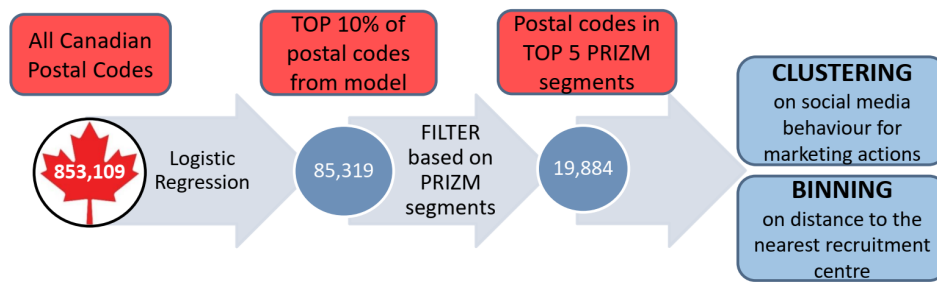 All Canadian
Postal Codes
TOP 10% of
postal codes
from model
Postal codes in
TOP 5 PRIZM
segments
853,109
Logistic
Regression
85,319
FILTER
based on
PRIZM
segments
19,884
CLUSTERING
on social media
behaviour for
marketing actions
BINNING
on distance to the
nearest recruitment
centre